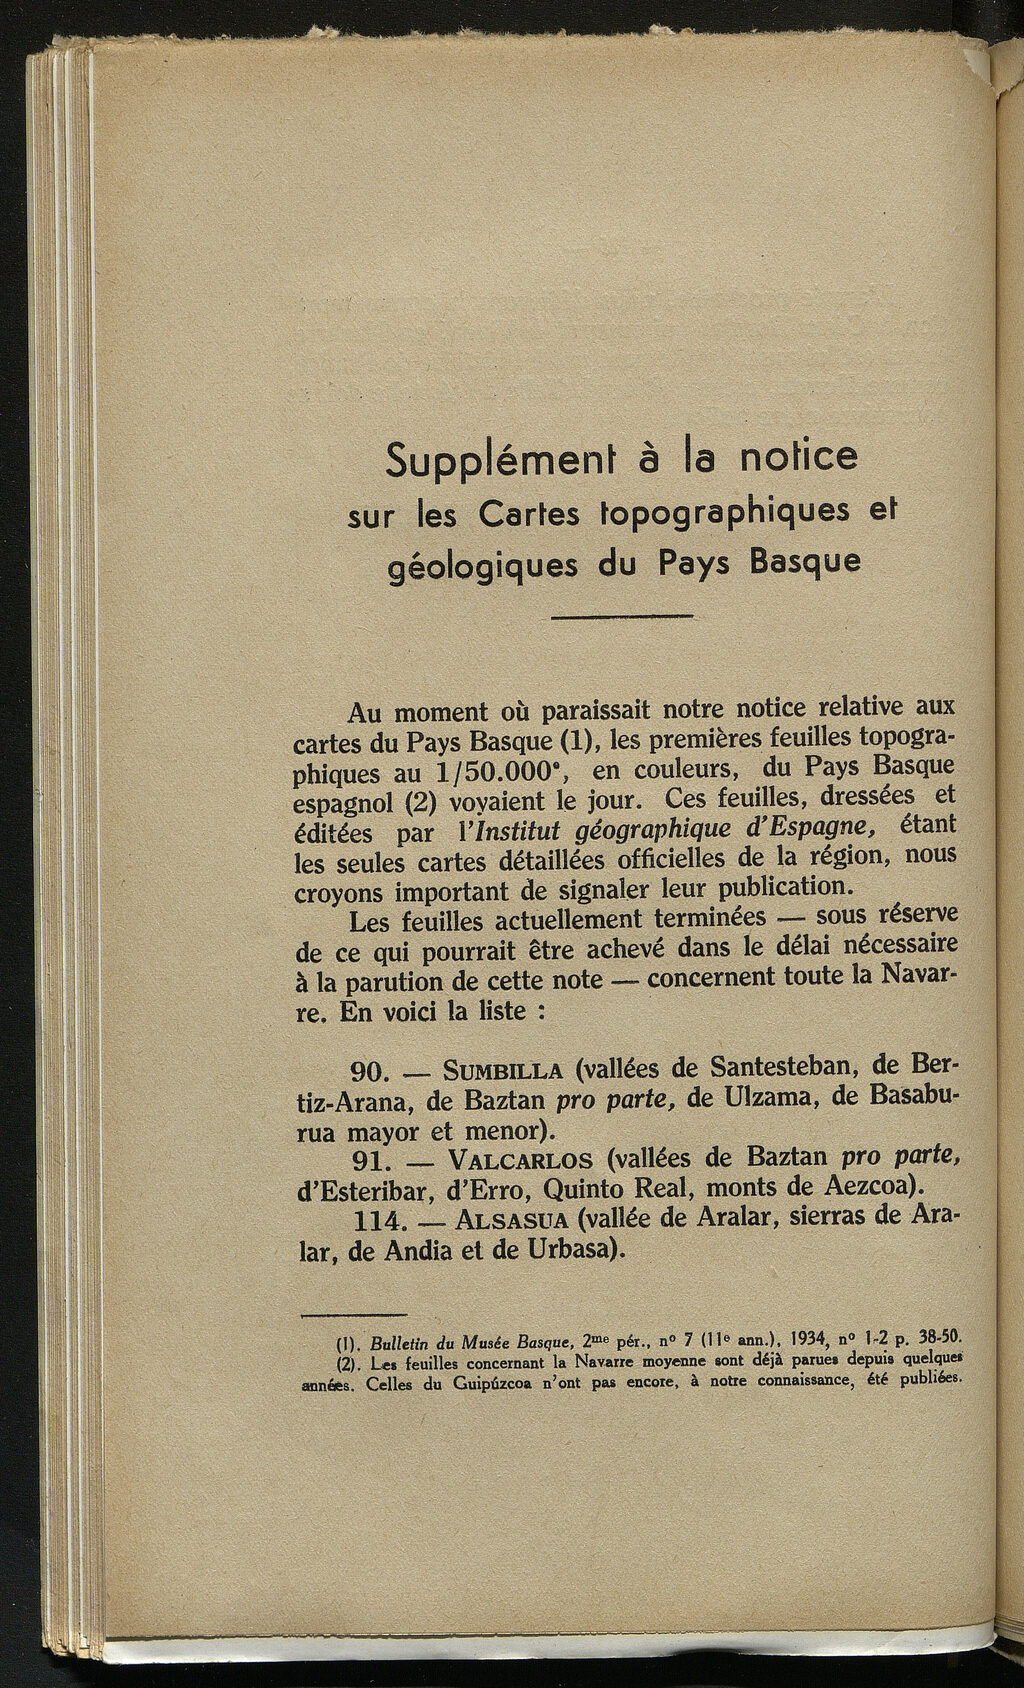 Supplément à la notice
sur les Cartes topographiques et
géologiques du Pays Basque
Au moment où paraissait notre notice relative aux
cartes du Pays Basque (1), les premières feuilles topogra-
phiques au 1/50.000ᵉ, en couleurs, du Pays Basque
espagnol (2) voyaient le jour. Ces feuilles, dressées et
éditées par l'Institut géographique d'Espagne, étant
les seules cartes détaillées officielles de la région, nous
croyons important de signaler leur publication.
Les feuilles actuellement terminées — sous réserve
de ce qui pourrait être achevé dans le délai nécessaire
à la parution de cette note — concernent toute la Navar-
re. En voici la liste :
90. — SUMBILLA (vallées de Santesteban, de Ber-
tiz-Arana, de Baztan pro parte, de Ulzama, de Basabu-
rua mayor et menor).
91. — VALCARLOS (vallées de Baztan pro parte,
d'Esteribar, d'Erro, Quinto Real, monts de Aezcoa).
114. — ALSASUA (vallée de Aralar, sierras de Ara-
lar, de Andia et de Urbasa).
(1). Bulletin du Musée Basque, 2ᵐᵉ pér., nº 7 (11ᵉ ann.), 1934, nº 1-2 p. 38-50.
(2). Les feuilles concernant la Navarre moyenne sont déjà parues depuis quelques
années. Celles du Guipúzcoa n'ont pas encore, à notre connaissance, été publiées.